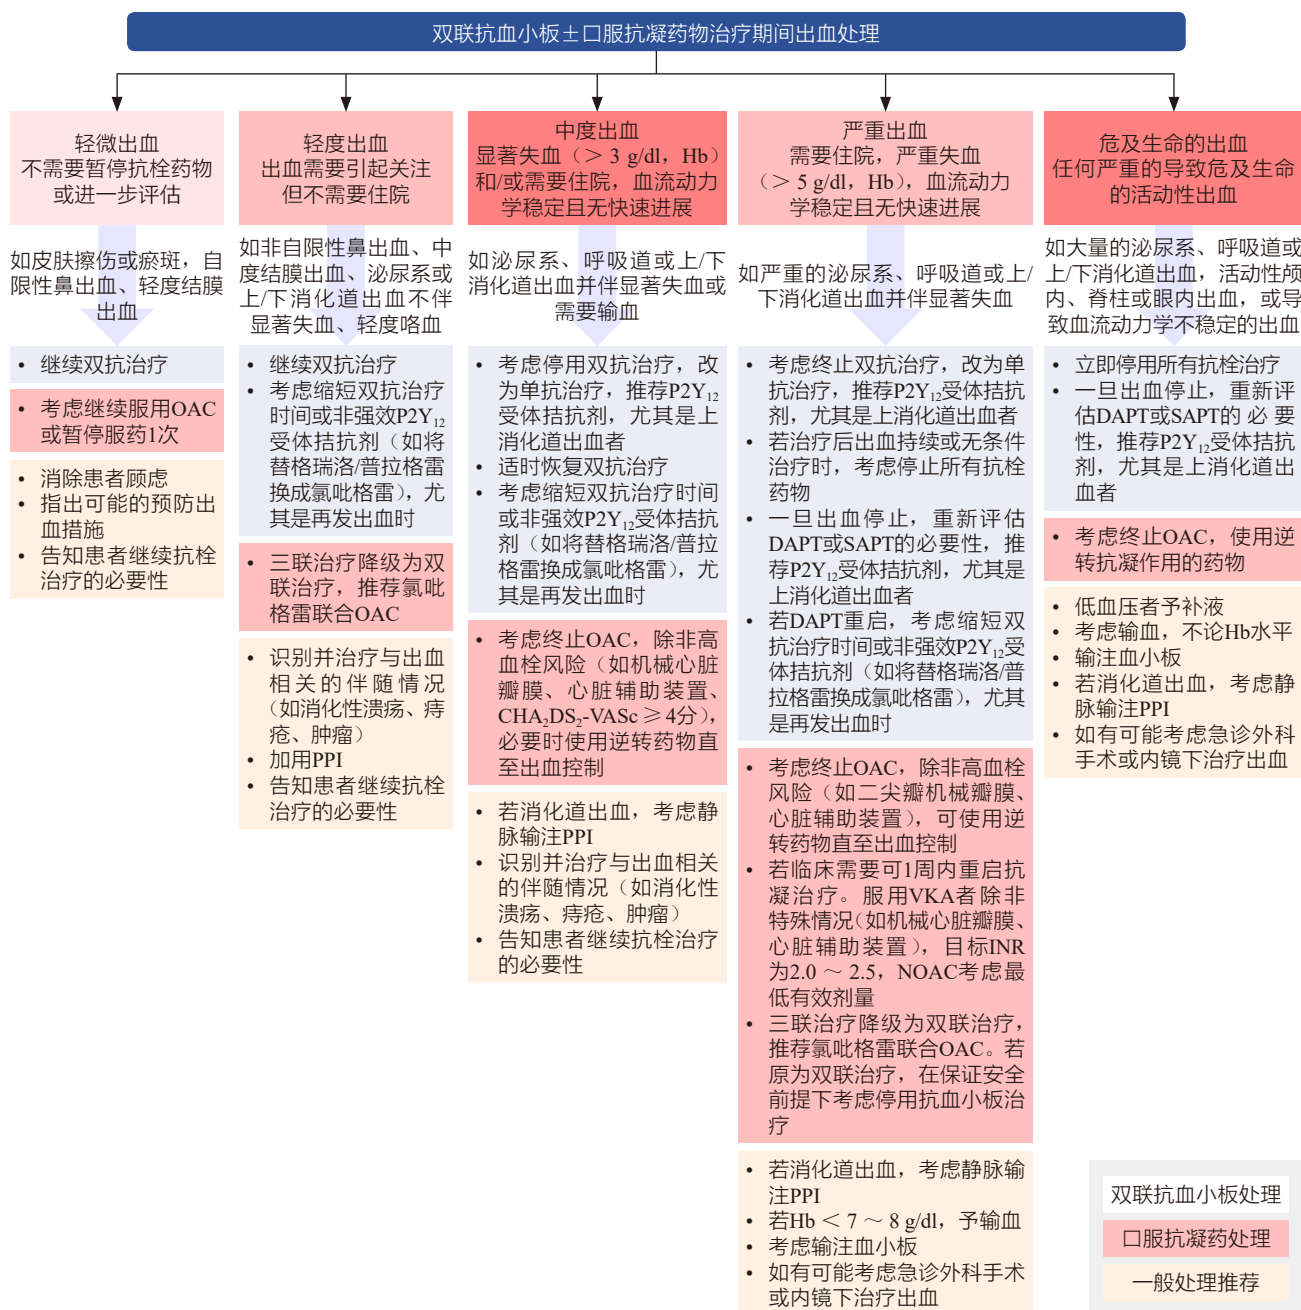 双联抗血小板±口服抗凝药物治疗期间出血处理
轻微出血
不需要暂停抗栓药物
或进一步评估
如皮肤擦伤或瘀斑，自
限性鼻出血、轻度结膜
出血
• 继续双抗治疗
• 考虑继续服用OAC
或暂停服药1次
• 消除患者顾虑
• 指出可能的预防出
血措施
• 告知患者继续抗栓
治疗的必要性
轻度出血
出血需要引起关注
但不需要住院
如非自限性鼻出血、中
度结膜出血、泌尿系或
上/下消化道出血不伴
显著失血、轻度咯血
• 继续双抗治疗
• 考虑缩短双抗治疗
时间或非强效P2Y₁₂
受体拮抗剂（如将
替格瑞洛/普拉格雷
换成氯吡格雷），尤
其是再发出血时
• 三联治疗降级为双
联治疗，推荐氯吡
格雷联合OAC
• 识别并治疗与出血
相关的伴随情况
（如消化性溃疡、痔
疮、肿瘤）
• 加用PPI
• 告知患者继续抗栓
治疗的必要性
中度出血
显著失血（＞3 g/dl，Hb）
和/或需要住院，血流动力
学稳定且无快速进展
如泌尿系、呼吸道或上/下
消化道出血并伴显著失血或
需要输血
• 考虑停用双抗治疗，改
为单抗治疗，推荐P2Y₁₂
受体拮抗剂，尤其是上
消化道出血者
• 适时恢复双抗治疗
• 考虑缩短双抗治疗时间
或非强效P2Y₁₂受体拮抗
剂（如将替格瑞洛/普拉
格雷换成氯吡格雷），尤
其是再发出血时
• 考虑终止OAC，除非高
血栓风险（如机械心脏
瓣膜、心脏辅助装置、
CHA₂DS₂-VASc ≥ 4分），
必要时使用逆转药物直
至出血控制
• 若消化道出血，考虑静
脉输注PPI
• 识别并治疗与出血相关
的伴随情况（如消化性
溃疡、痔疮、肿瘤）
• 告知患者继续抗栓治疗
的必要性
严重出血
需要住院，严重失血
（＞5 g/dl，Hb），血流动力
学稳定且无快速进展
如严重的泌尿系、呼吸道或上/
下消化道出血并伴显著失血
• 考虑终止双抗治疗，改为单
抗治疗，推荐P2Y₁₂受体拮抗
剂，尤其是上消化道出血者
• 若治疗后出血持续或无条件
治疗时，考虑停止所有抗栓
药物
• 一旦出血停止，重新评估
DAPT或SAPT的必要性，推
荐P2Y₁₂受体拮抗剂，尤其是
上消化道出血者
• 若DAPT重启，考虑缩短双
抗治疗时间或非强效P2Y₁₂受
体拮抗剂（如将替格瑞洛/普
拉格雷换成氯吡格雷），尤其
是再发出血时
• 考虑终止OAC，除非高血栓
风险（如二尖瓣机械瓣膜、
心脏辅助装置），可使用逆
转药物直至出血控制
• 若临床需要可1周内重启抗
凝治疗。服用VKA者除非
特殊情况（如机械心脏瓣膜、
心脏辅助装置），目标INR
为2.0 ～ 2.5，NOAC考虑最
低有效剂量
• 三联治疗降级为双联治疗，
推荐氯吡格雷联合OAC。若
原为双联治疗，在保证安全
前提下考虑停用抗血小板治
疗
• 若消化道出血，考虑静脉输
注PPI
• 若Hb＜7 ～ 8 g/dl，予输血
• 考虑输注血小板
• 如有可能考虑急诊外科手术
或内镜下治疗出血
危及生命的出血
任何严重的导致危及生命
的活动性出血
如大量的泌尿系、呼吸道或
上/下消化道出血，活动性颅
内、脊柱或眼内出血，或导
致血流动力学不稳定的出血
• 立即停用所有抗栓治疗
• 一旦出血停止，重新评
估DAPT或SAPT的必要
性，推荐P2Y₁₂受体拮抗
剂，尤其是上消化道出
血者
• 考虑终止OAC，使用逆
转抗凝作用的药物
• 低血压者予补液
• 考虑输血，不论Hb水平
• 输注血小板
• 若消化道出血，考虑静
脉输注PPI
• 如有可能考虑急诊外科
手术或内镜下治疗出血
双联抗血小板处理
口服抗凝药处理
一般处理推荐